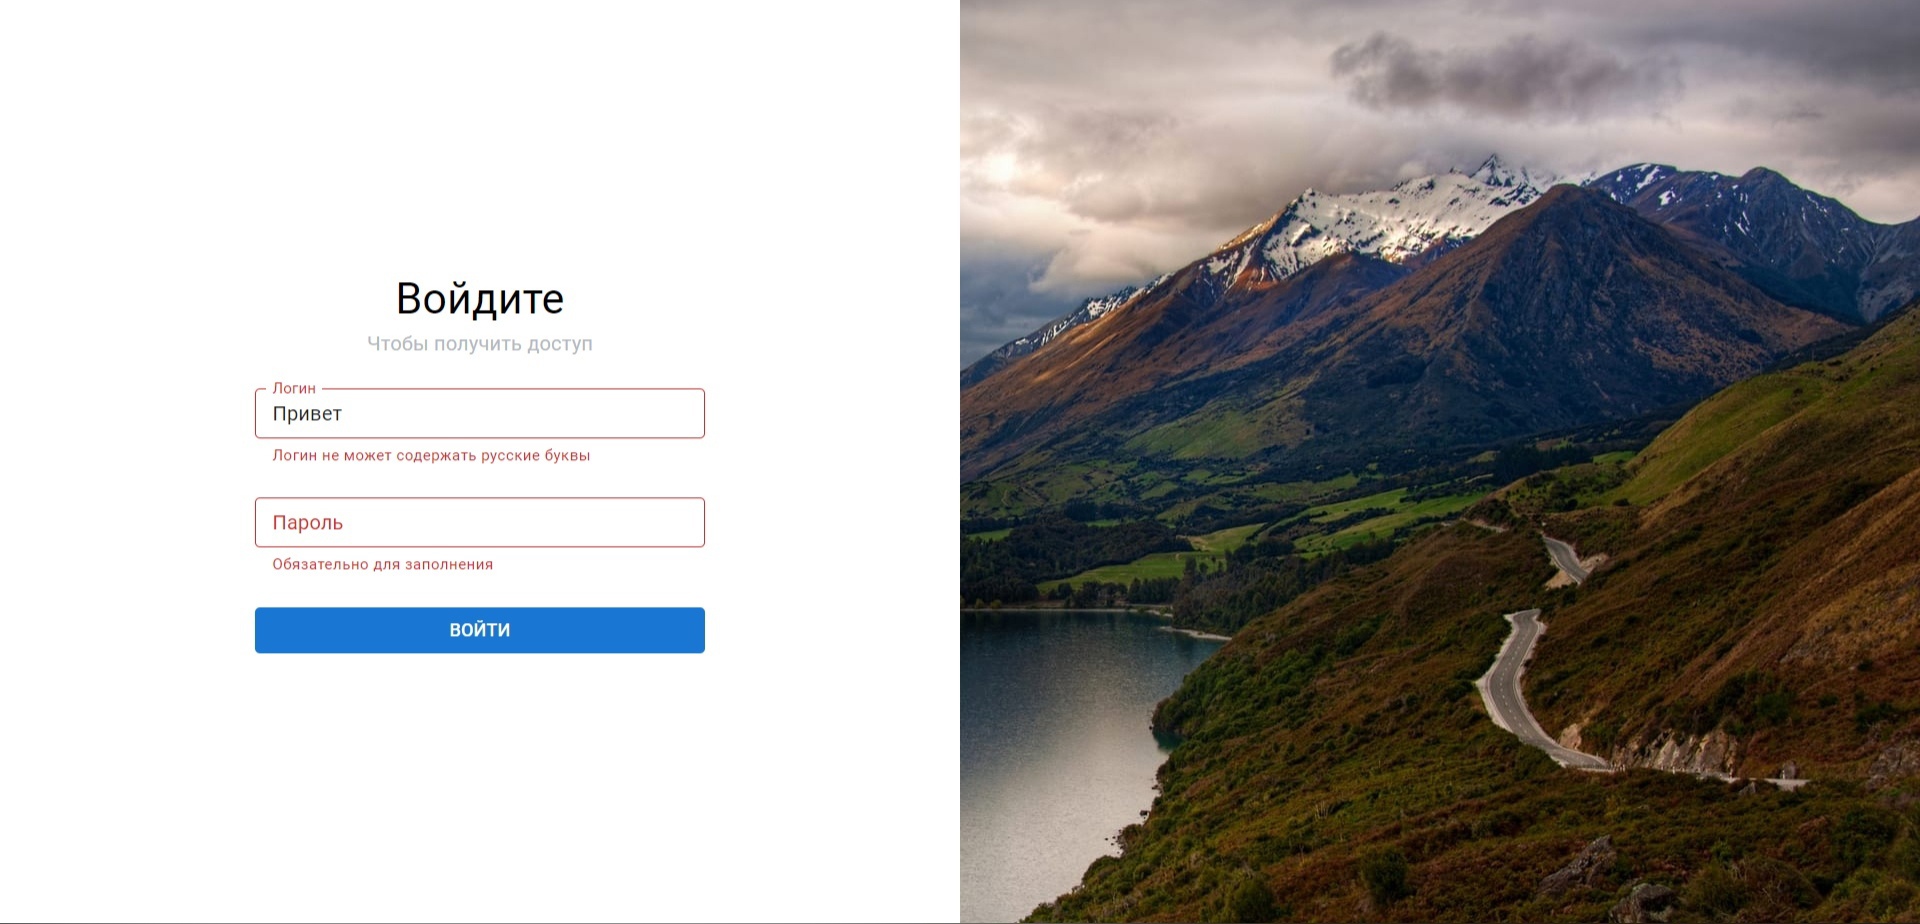 Войдите
Чтобы получить доступ
Логин
Привет
Логин не может содержать русские буквы
Пароль
Обязательно для заполнения
ВОЙТИ